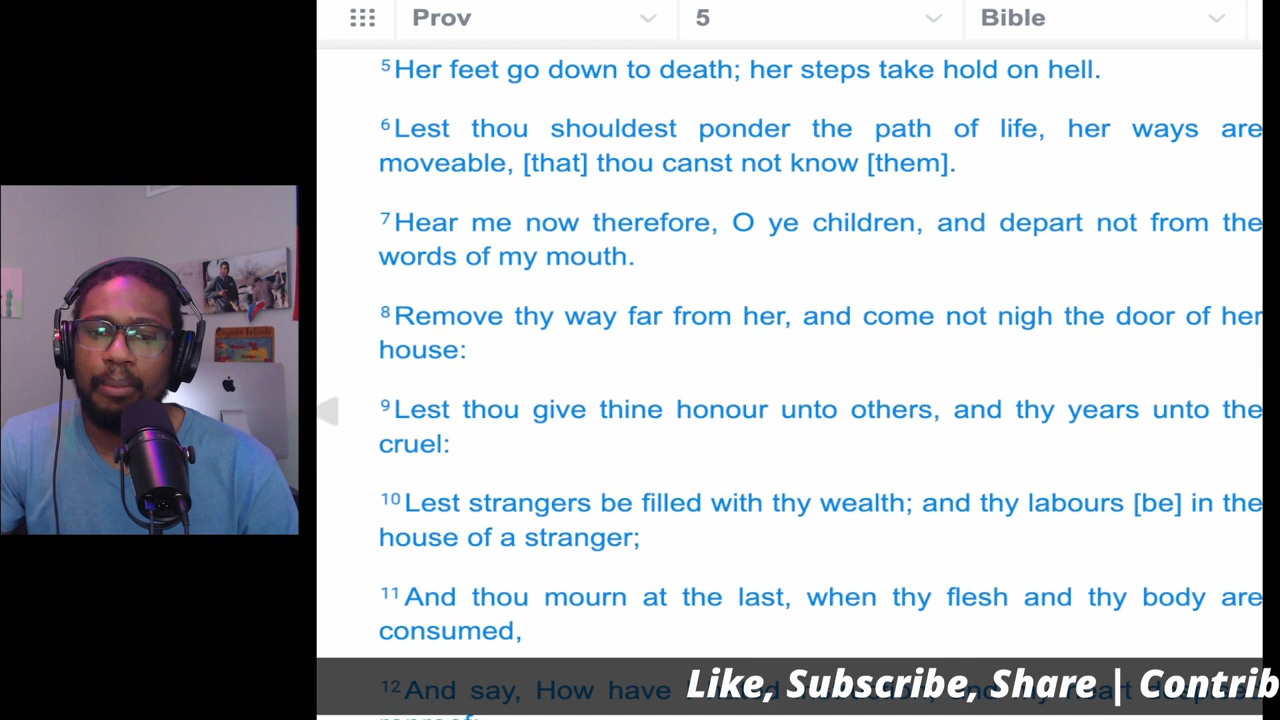 Prov 5 Bible
5 Her feet go down to death; her steps take hold on hell.
6 Lest thou shouldest ponder the path of life, her ways are
moveable, [that] thou canst not know [them].
7 Hear me now therefore, O ye children, and depart not from the
words of my mouth.
8 Remove thy way far from her, and come not nigh the door of her
house:
9 Lest thou give thine honour unto others, and thy years unto the
cruel:
10 Lest strangers be filled with thy wealth; and thy labours [be] in the
house of a stranger;
11 And thou mourn at the last, when thy flesh and thy body are
consumed,
12 And say, How have
Like, Subscribe, Share | Contrib